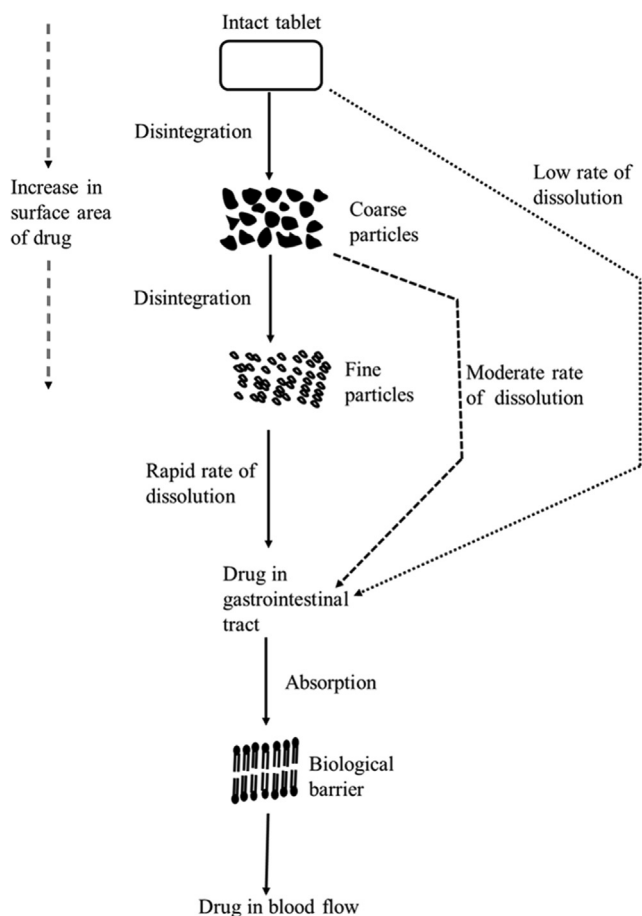 Intact tablet
Disintegration
Low rate of
dissolution
Increase in
surface area
of drug
Coarse
particles
Disintegration
Fine
particles
Moderate rate
of dissolution
Rapid rate of
dissolution
Drug in
gastrointestinal
tract
Absorption
Biological
barrier
Drug in blood flow